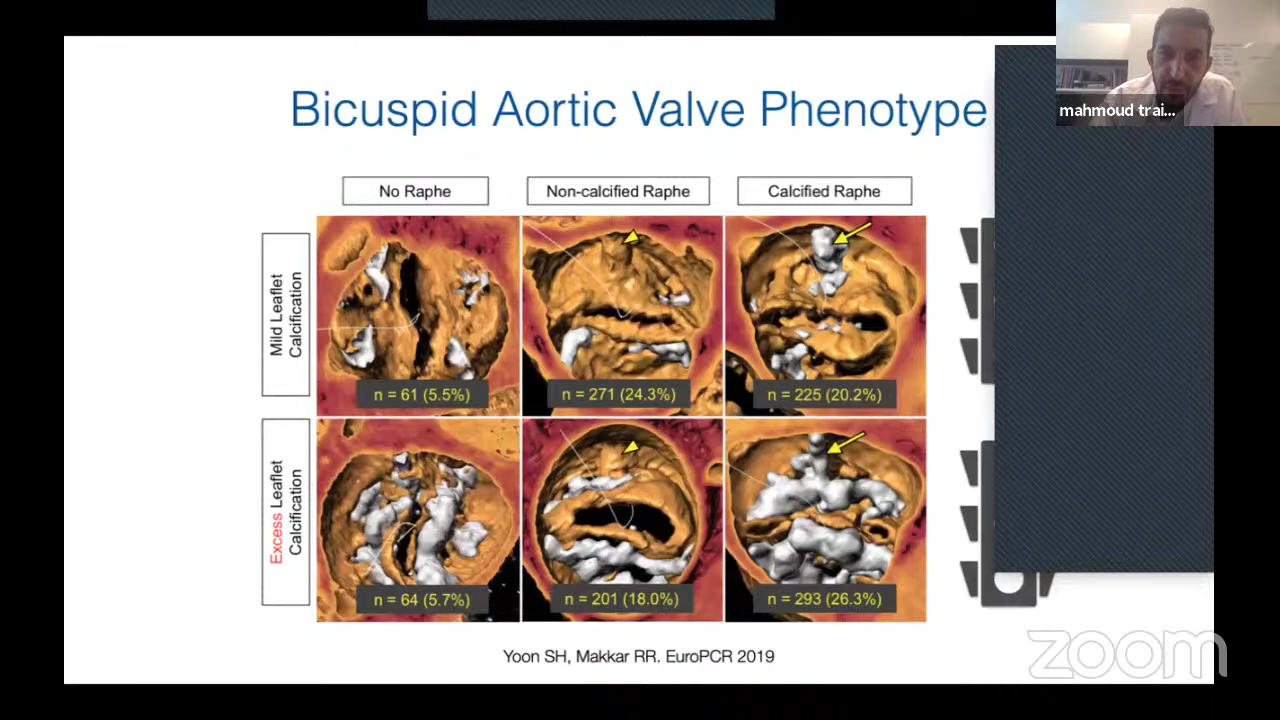 Bicuspid Aortic Valve Phenotype
mahmoud trai...
No Raphe
Non-calcified Raphe
Calcified Raphe
Mild Leaflet
Calcification
n = 61 (5.5%)
n = 271 (24.3%)
n = 225 (20.2%)
Excess Leaflet
Calcification
n = 64 (5.7%)
n = 201 (18.0%)
n = 293 (26.3%)
Yoon SH, Makkar RR. EuroPCR 2019
zoom